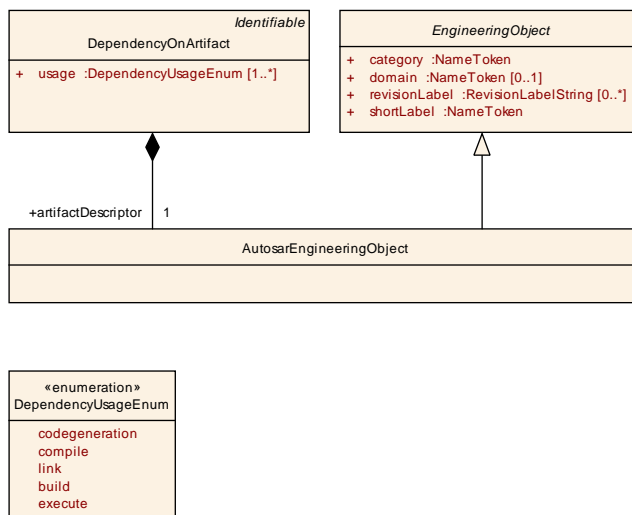 Identifiable
DependencyOnArtifact
+ usage :DependencyUsageEnum [1..*]
EngineeringObject
+ category :NameToken
+ domain :NameToken [0..1]
+ revisionLabel :RevisionLabelString [0..*]
+ shortLabel :NameToken
+artifactDescriptor 1
AutosarEngineeringObject
«enumeration»
DependencyUsageEnum
codegeneration
compile
link
build
execute